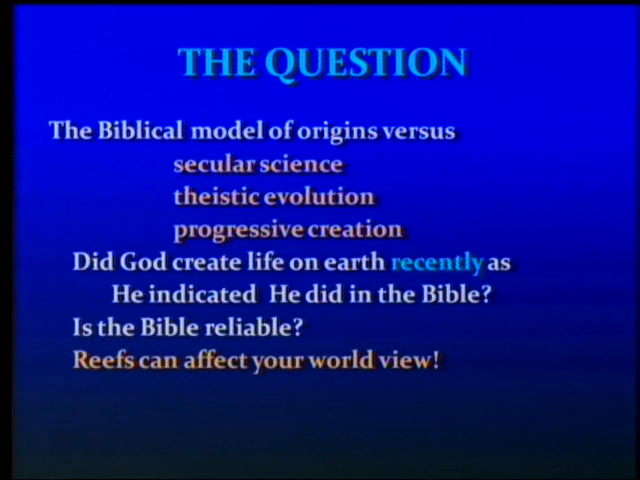 THE QUESTION
The Biblical model of origins versus
secular science
theistic evolution
progressive creation
Did God create life on earth recently as
He indicated He did in the Bible?
Is the Bible reliable?
Reefs can affect your world view!